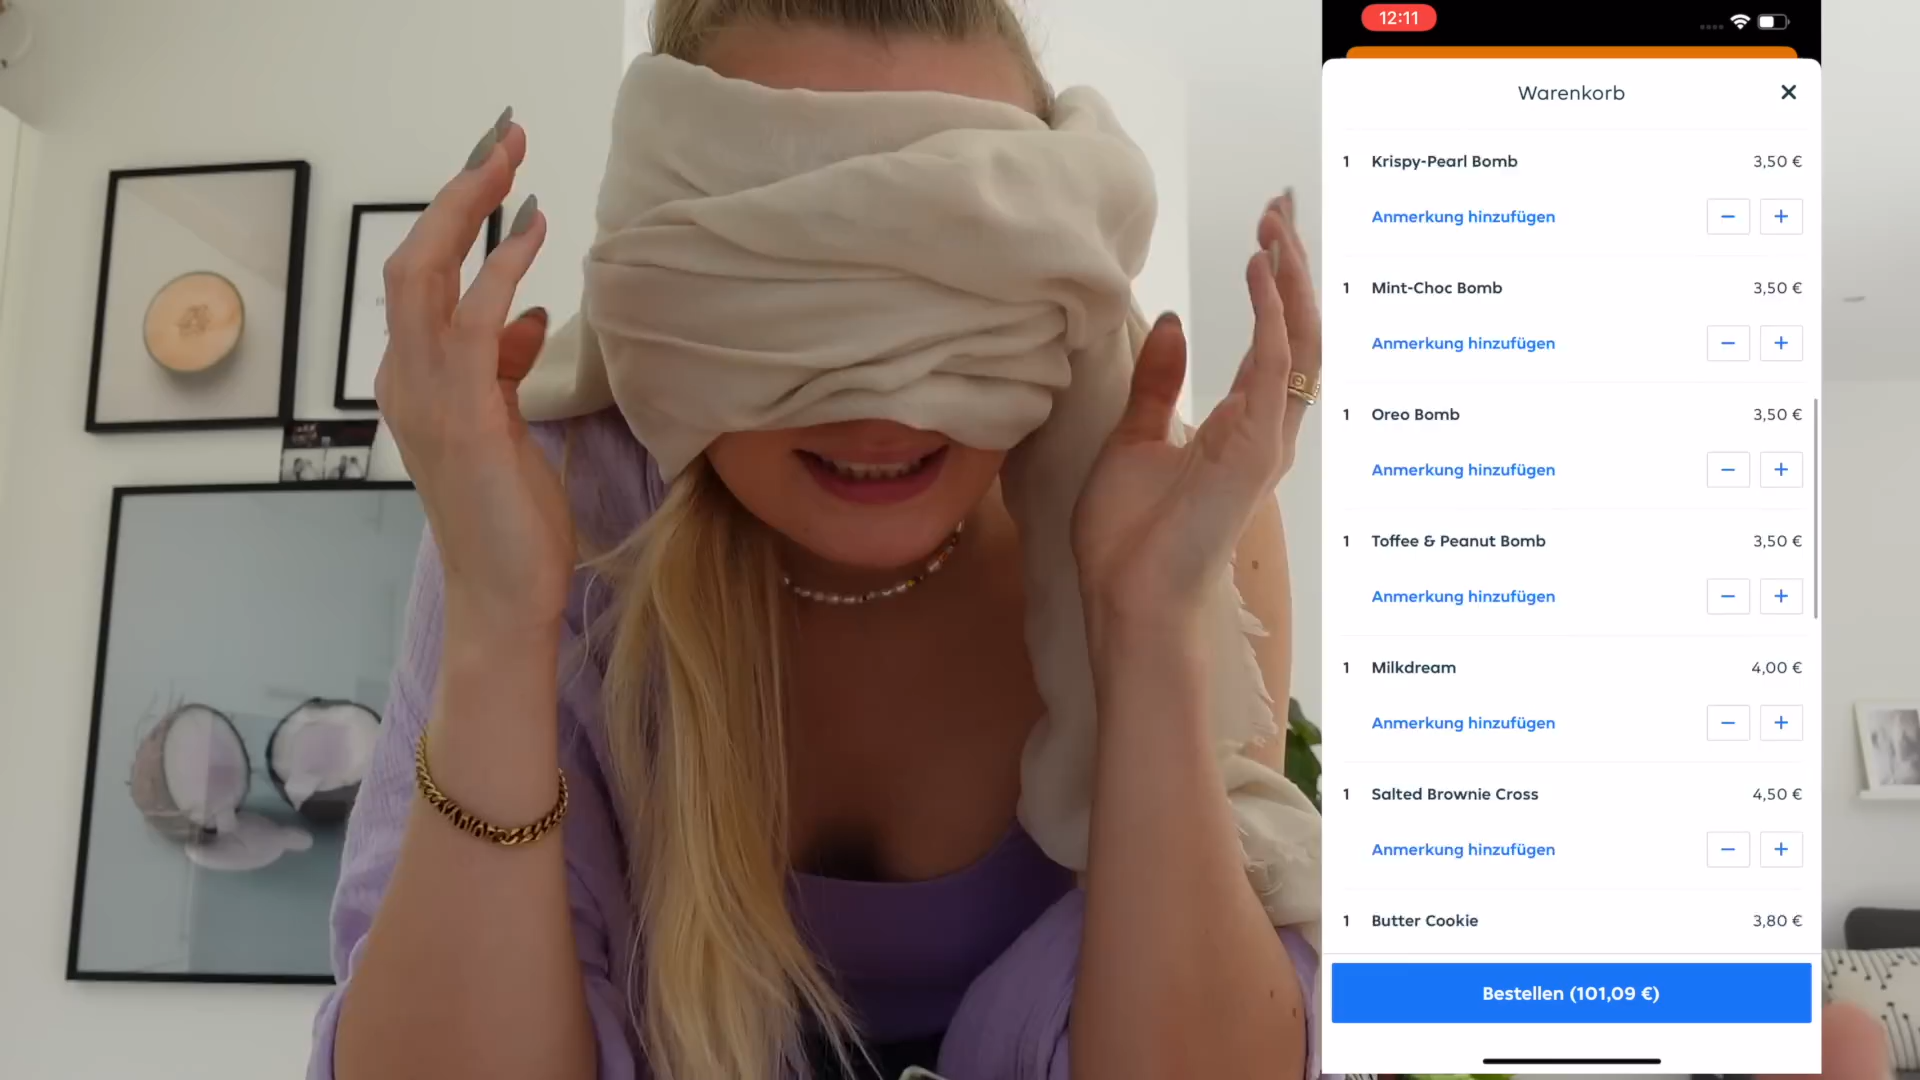 12:11
Warenkorb
1 Krispy-Pearl Bomb 3,50 €
Anmerkung hinzufügen
1 Mint-Choc Bomb 3,50 €
Anmerkung hinzufügen
1 Oreo Bomb 3,50 €
Anmerkung hinzufügen
1 Toffee & Peanut Bomb 3,50 €
Anmerkung hinzufügen
1 Milkdream 4,00 €
Anmerkung hinzufügen
1 Salted Brownie Cross 4,50 €
Anmerkung hinzufügen
1 Butter Cookie 3,80 €
Bestellen (101,09 €)